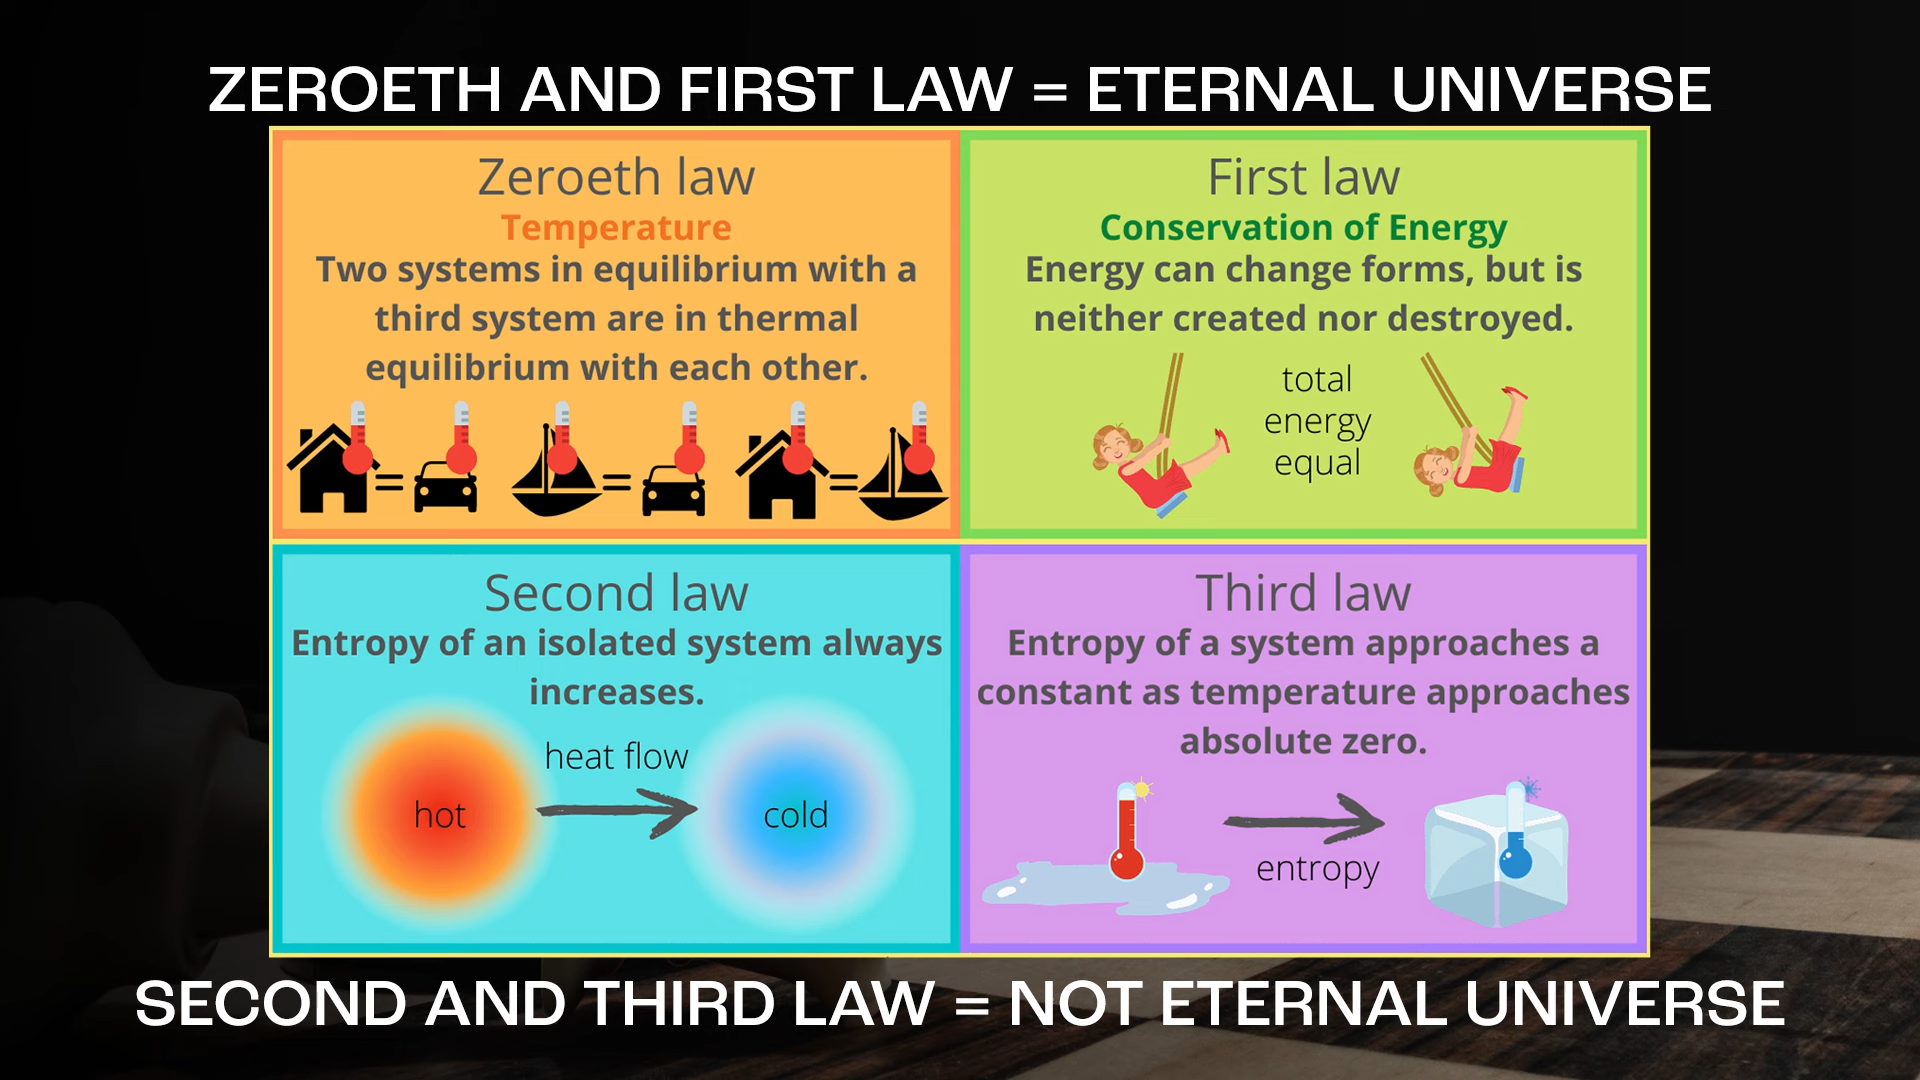 ZEROETH AND FIRST LAW = ETERNAL UNIVERSE
Zeroeth law
Temperature
Two systems in equilibrium with a
third system are in thermal
equilibrium with each other.
=
=
=
First law
Conservation of Energy
Energy can change forms, but is
neither created nor destroyed.
total
energy
equal
Second law
Entropy of an isolated system always
increases.
heat flow
hot
cold
Third law
Entropy of a system approaches a
constant as temperature approaches
absolute zero.
entropy
SECOND AND THIRD LAW = NOT ETERNAL UNIVERSE